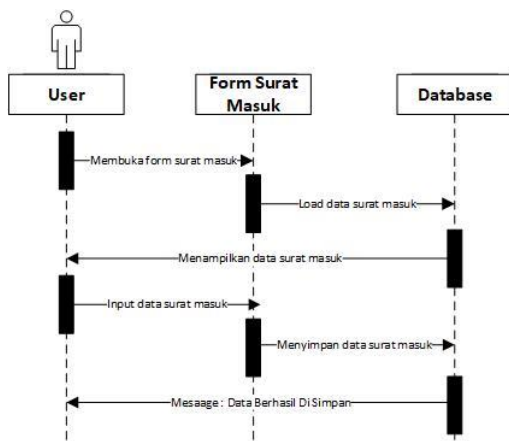 User
Form Surat
Masuk
Database
Membuka form surat masuk
Load data surat masuk
Menampilkan data surat masuk
Input data surat masuk
Menyimpan data surat masuk
Mesaage : Data Berhasil Di Simpan